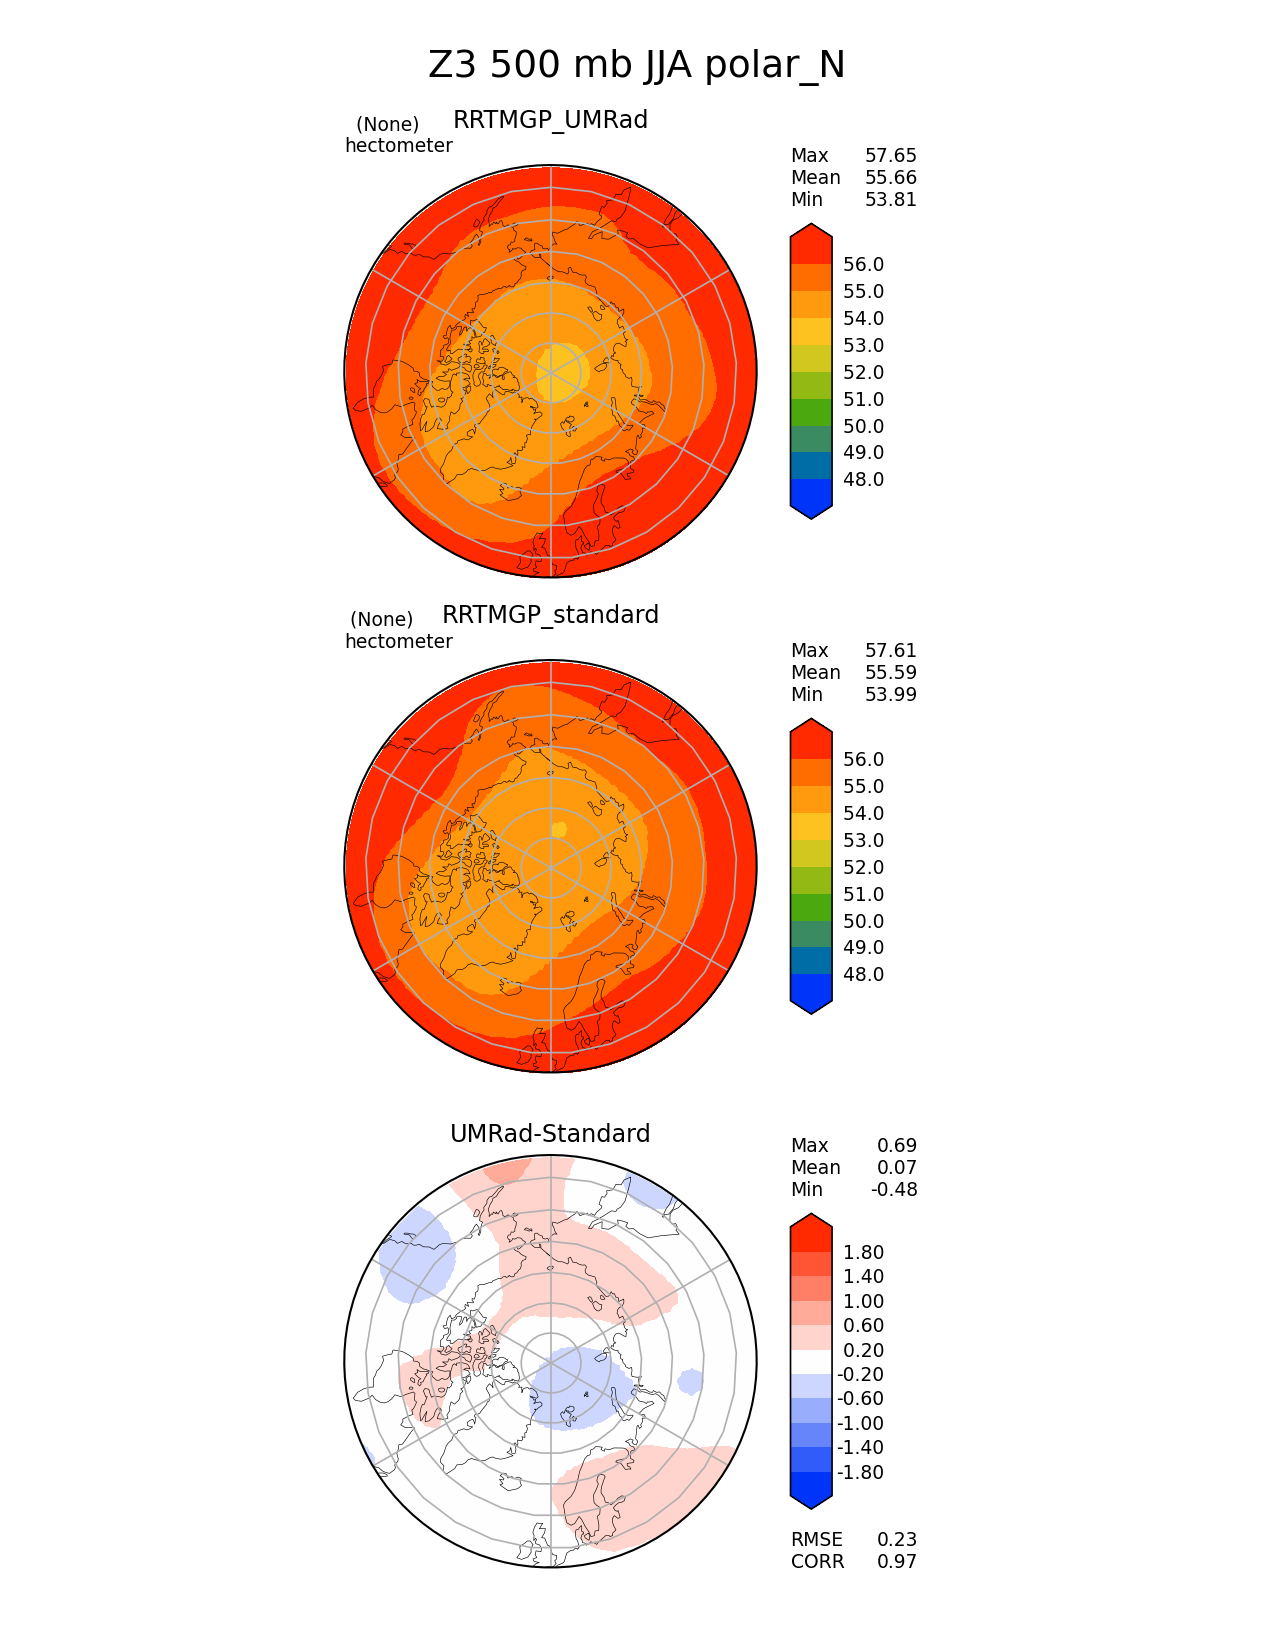 Z3 500 mb JJA polar_N
(None) RRTMGP_UMRad
hectometer
Max 57.65
Mean 55.66
Min 53.81
56.0
55.0
54.0
53.0
52.0
51.0
50.0
49.0
48.0
(None) RRTMGP_standard
hectometer
Max 57.61
Mean 55.59
Min 53.99
56.0
55.0
54.0
53.0
52.0
51.0
50.0
49.0
48.0
UMRad-Standard
Max 0.69
Mean 0.07
Min -0.48
1.80
1.40
1.00
0.60
0.20
-0.20
-0.60
-1.00
-1.40
-1.80
RMSE 0.23
CORR 0.97